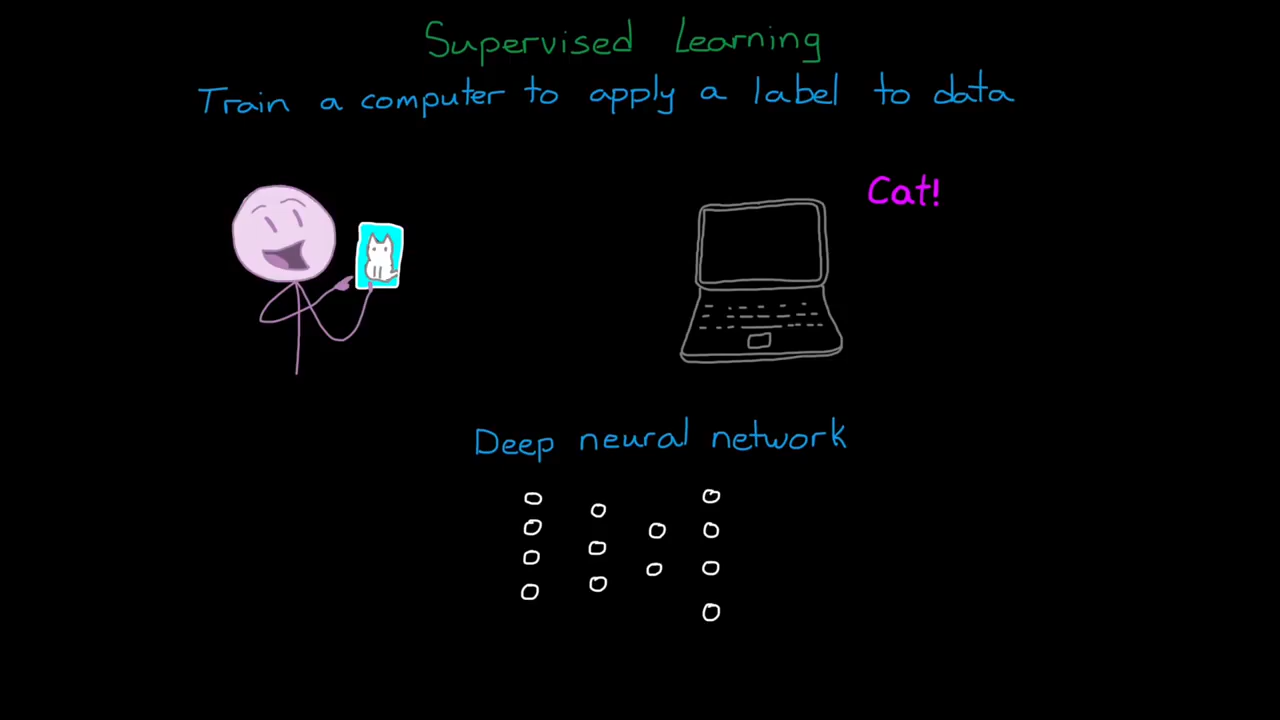 Supervised Learning
Train a computer to apply a label to data
Cat!
Deep neural network